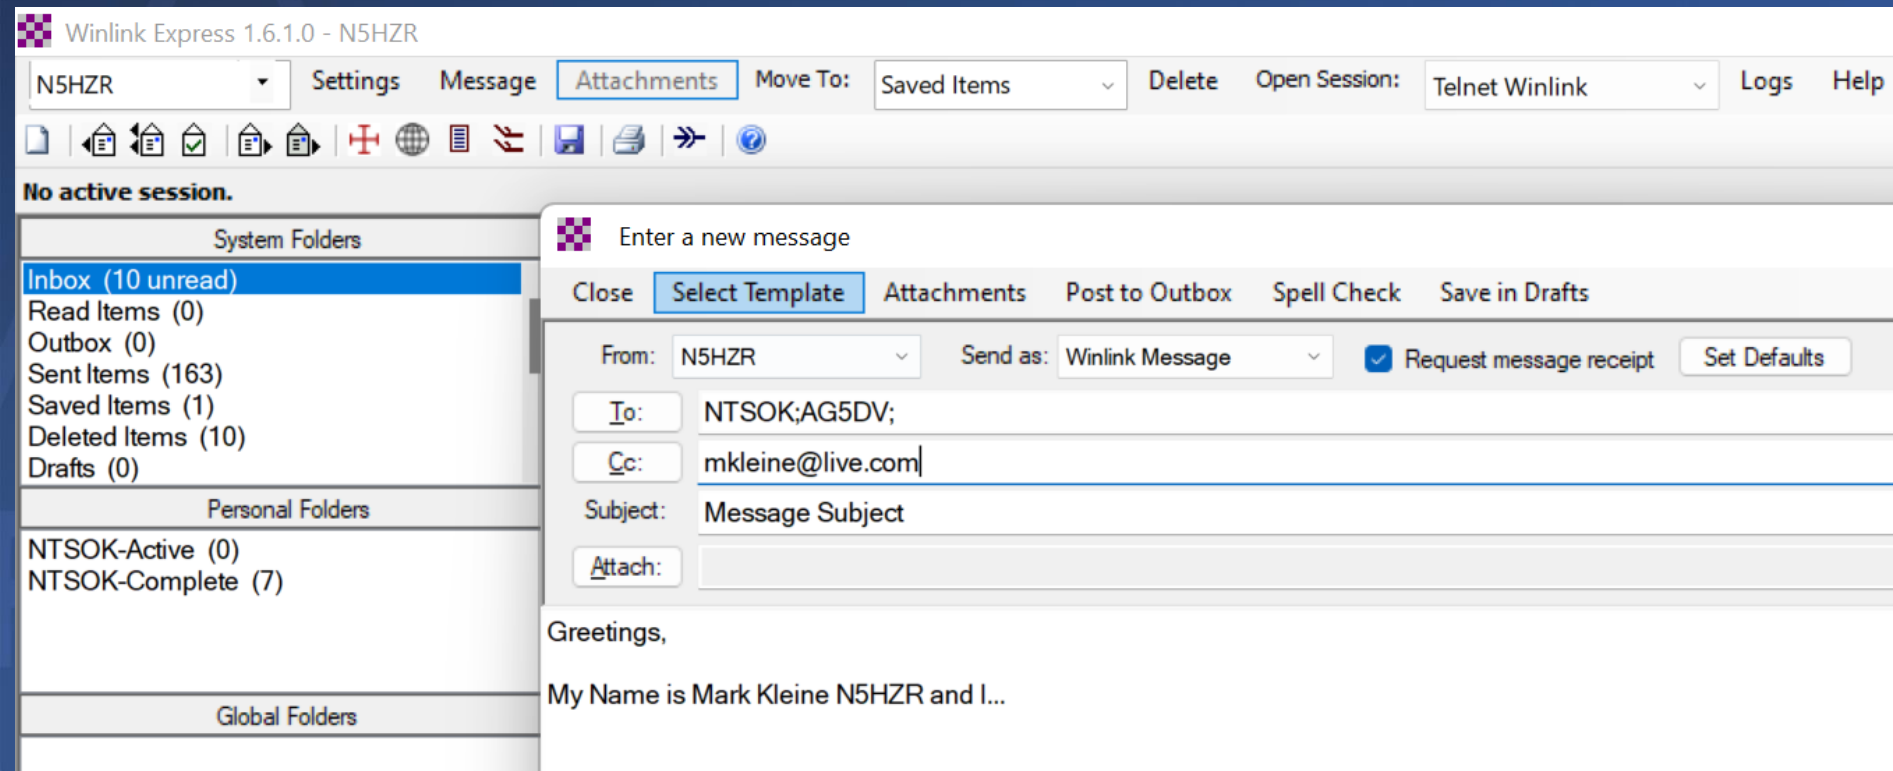 Winlink Express 1.6.1.0 - N5HZR
N5HZR Settings Message Attachments Move To: Saved Items Delete Open Session: Telnet Winlink Logs Help
No active session.
System Folders
Inbox (10 unread)
Read Items (0)
Outbox (0)
Sent Items (163)
Saved Items (1)
Deleted Items (10)
Drafts (0)
Personal Folders
NTSOK-Active (0)
NTSOK-Complete (7)
Global Folders
Enter a new message
Close Select Template Attachments Post to Outbox Spell Check Save in Drafts
From: N5HZR Send as: Winlink Message Request message receipt Set Defaults
To: NTSOK;AG5DV;
Cc: mkleine@live.com
Subject: Message Subject
Attach:
Greetings,
My Name is Mark Kleine N5HZR and I...